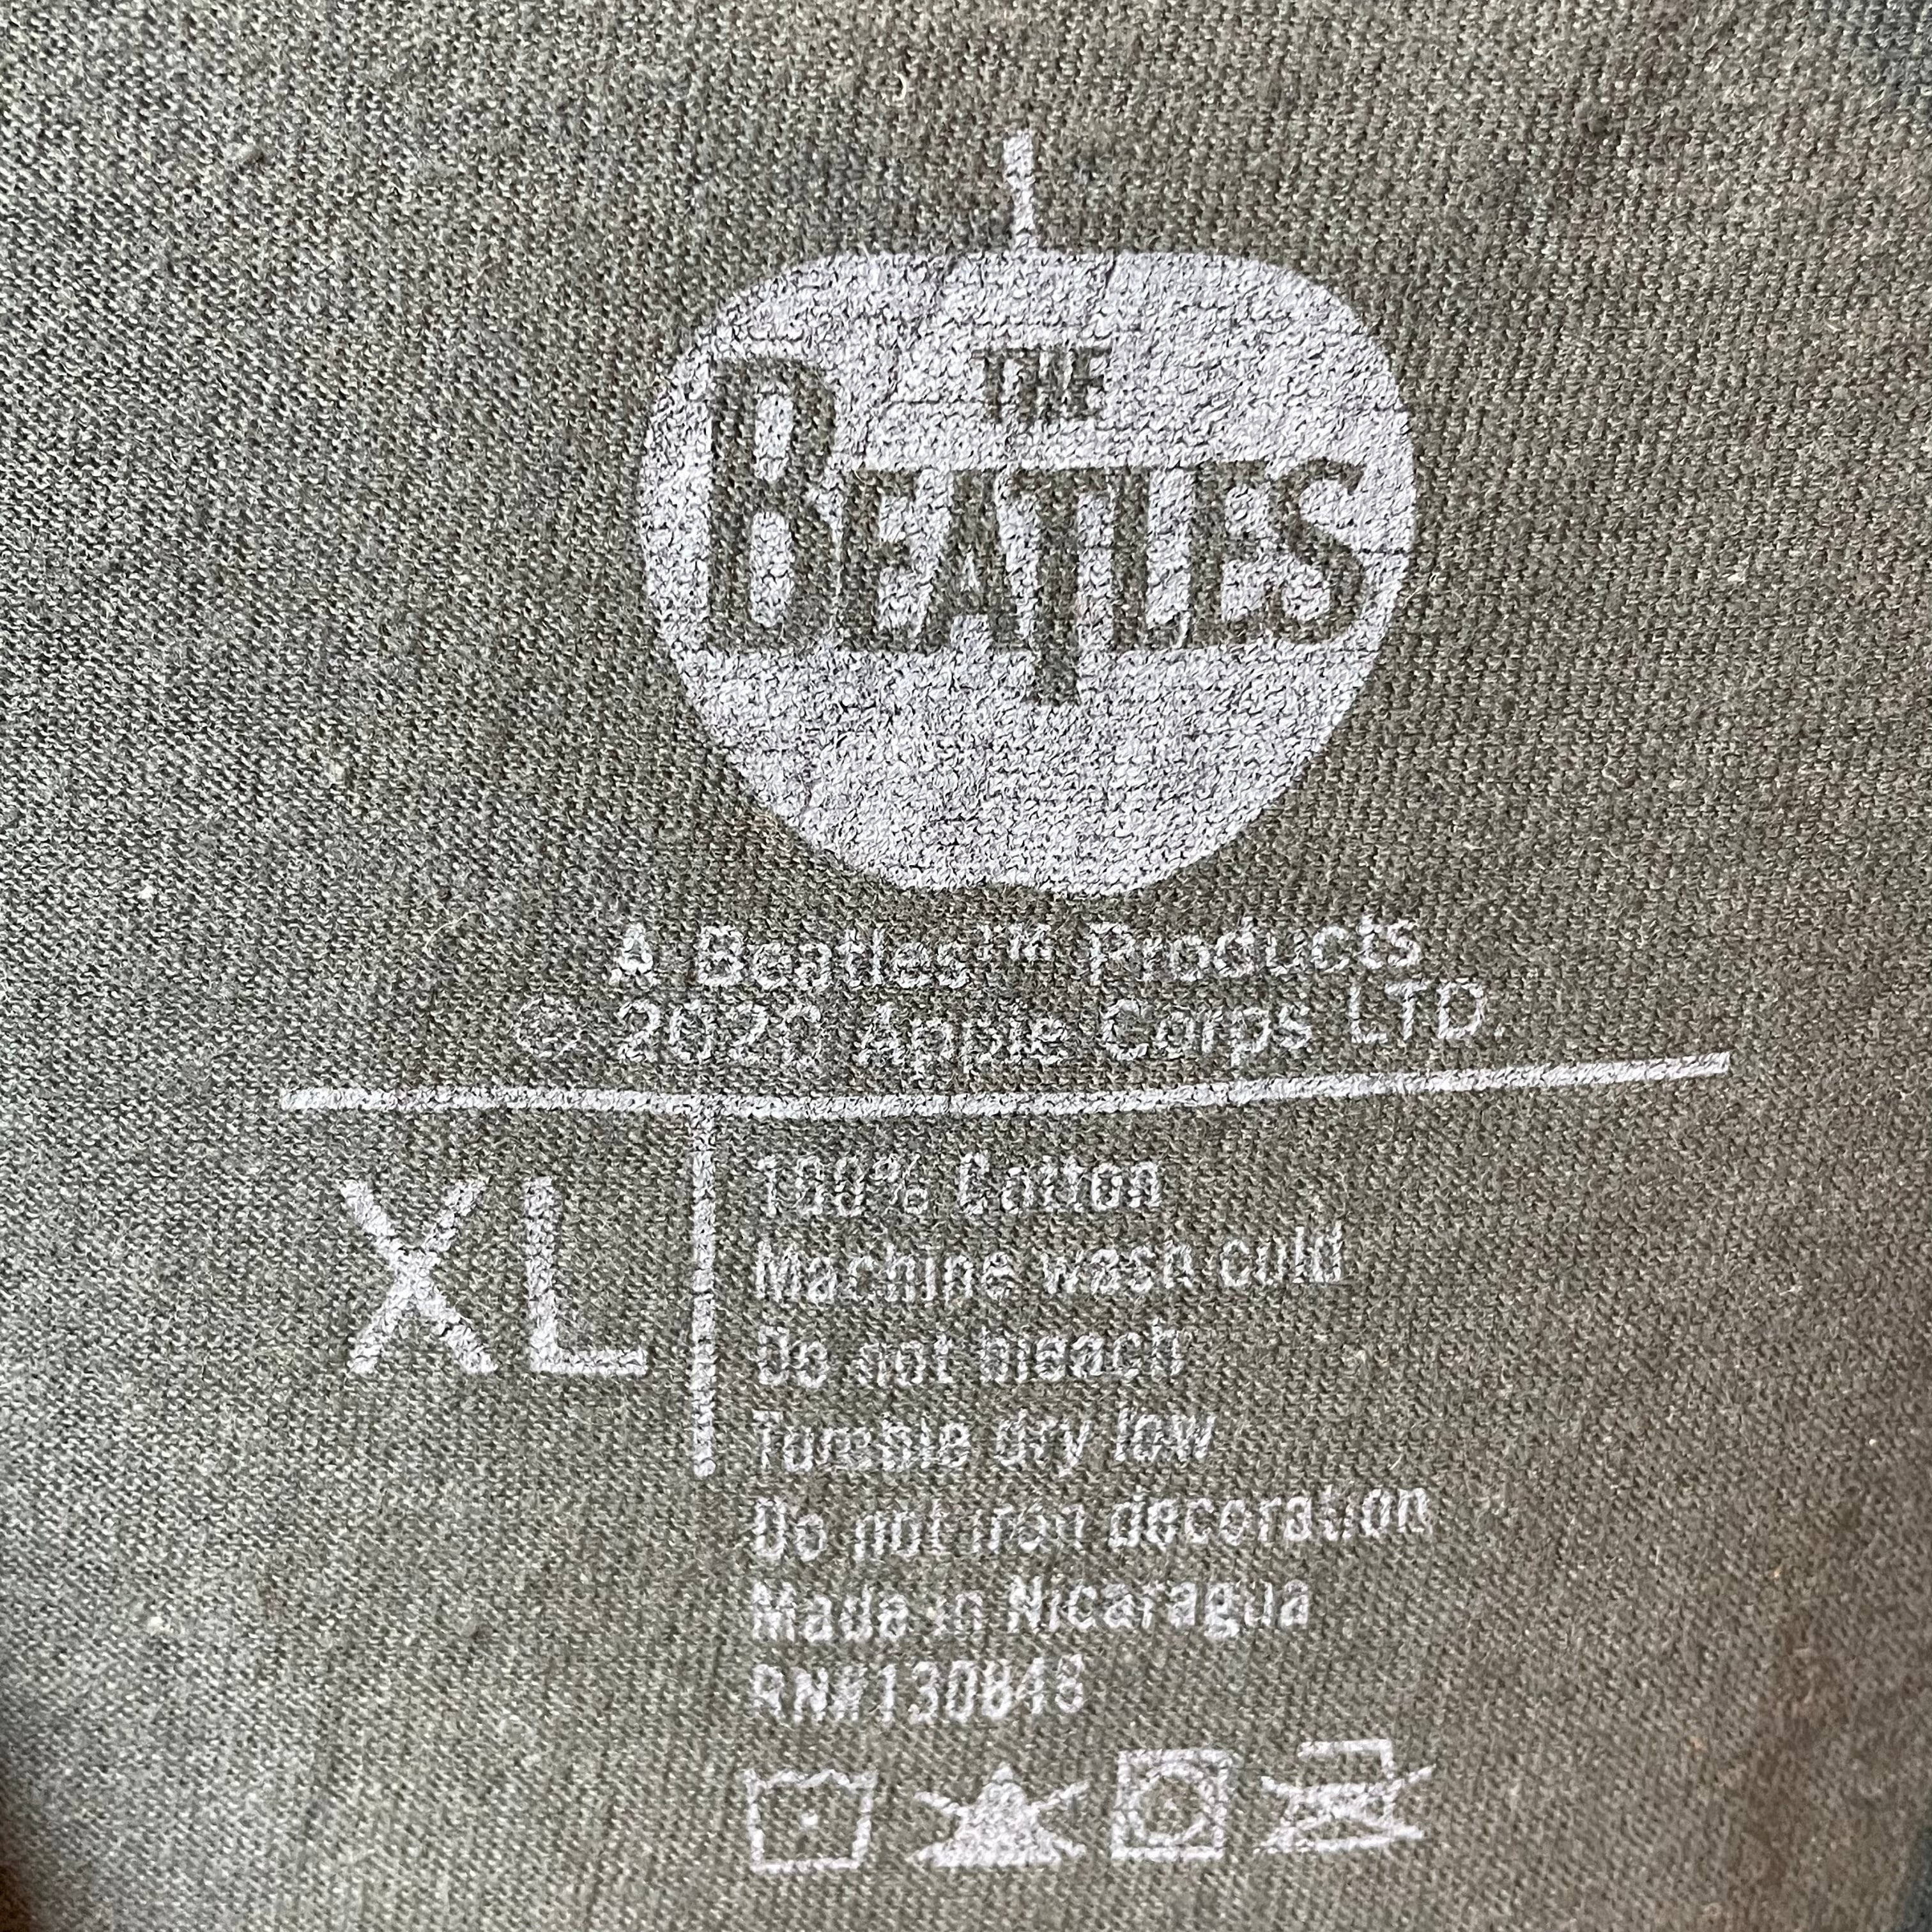 THE
BEATLES
A Beatles™ Products
© 2020 Apple Corps LTD.
XL
100% Cotton
Machine wash cold
Do not bleach
Tumble dry low
Do not iron decoration
Made in Nicaragua
RN#130848